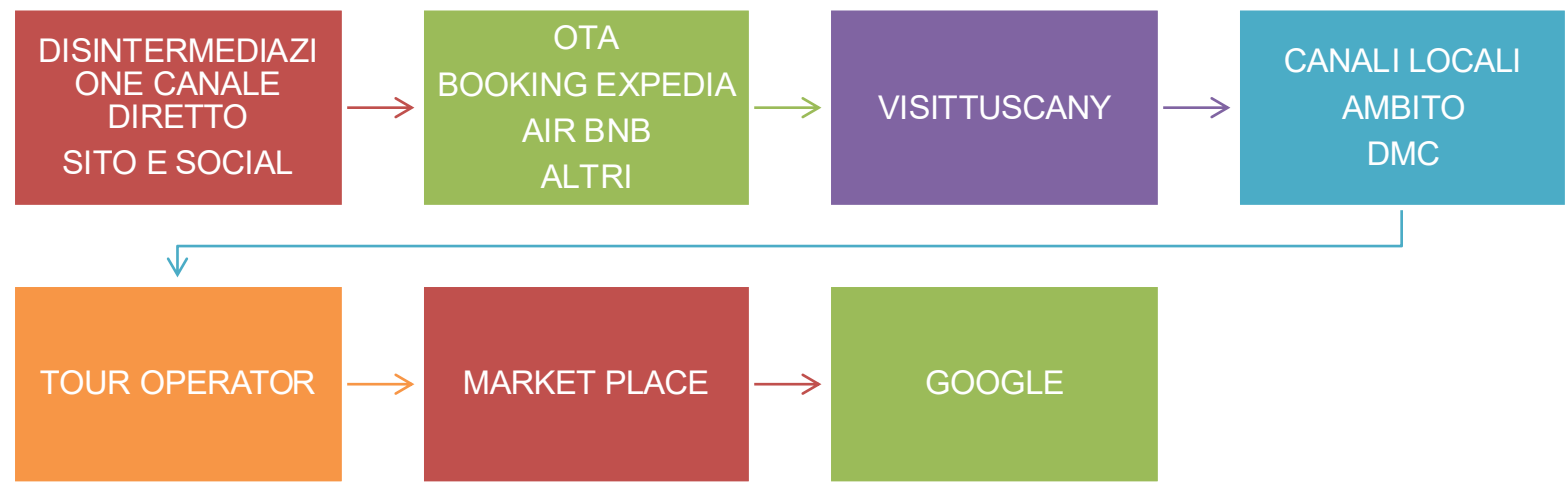 DISINTERMEDIAZI
ONE CANALE
DIRETTO
SITO E SOCIAL
OTA
BOOKING EXPEDIA
AIR BNB
ALTRI
VISITTUSCANY
CANALI LOCALI
AMBITO
DMC
TOUR OPERATOR
MARKET PLACE
GOOGLE